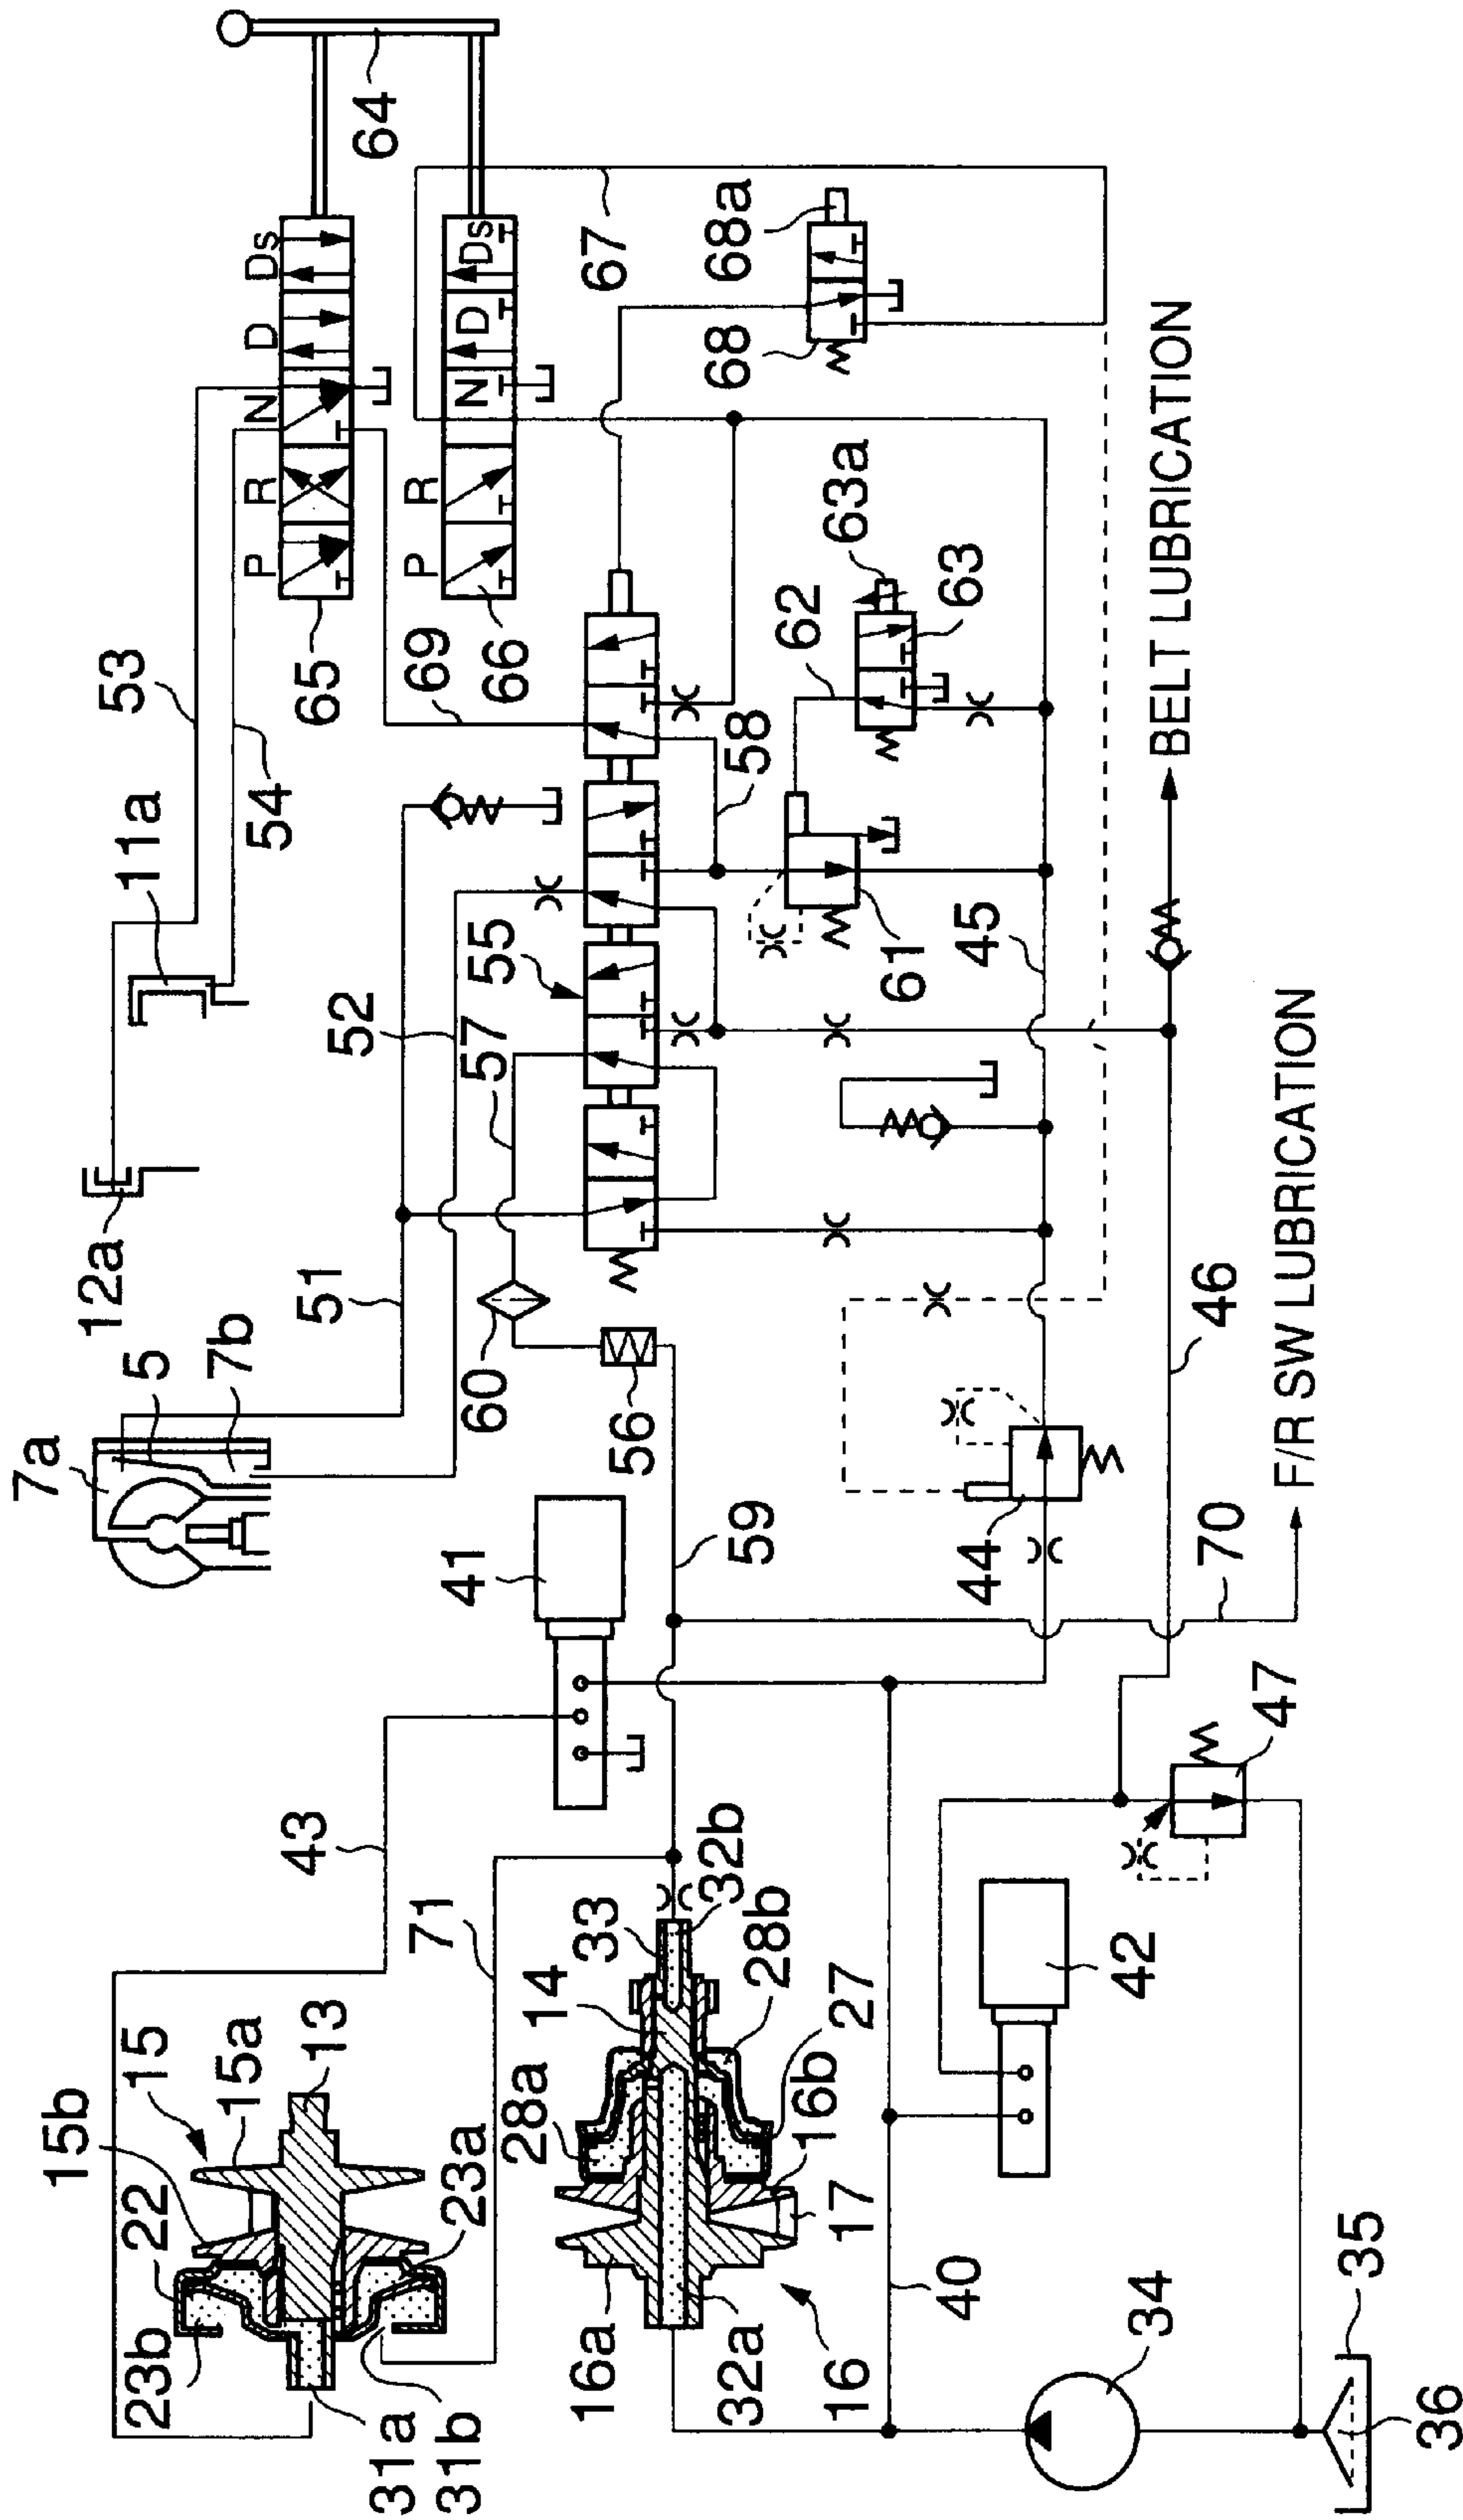 7a
5
7b
12a
11a
53
54
51
52
57
55
60
56
59
41
43
71
15b
15
15a
13
22
23b
23a
31a
31b
33
32b
14
28a
28b
27
16b
17
16a
32a
16
40
42
34
35
36
47
46
70
44
45
61
58
62
63a
63
68
68a
67
64
65
66
69
P R N D Ds
P R N D Ds
BELT LUBRICATION
F/R SW LUBRICATION